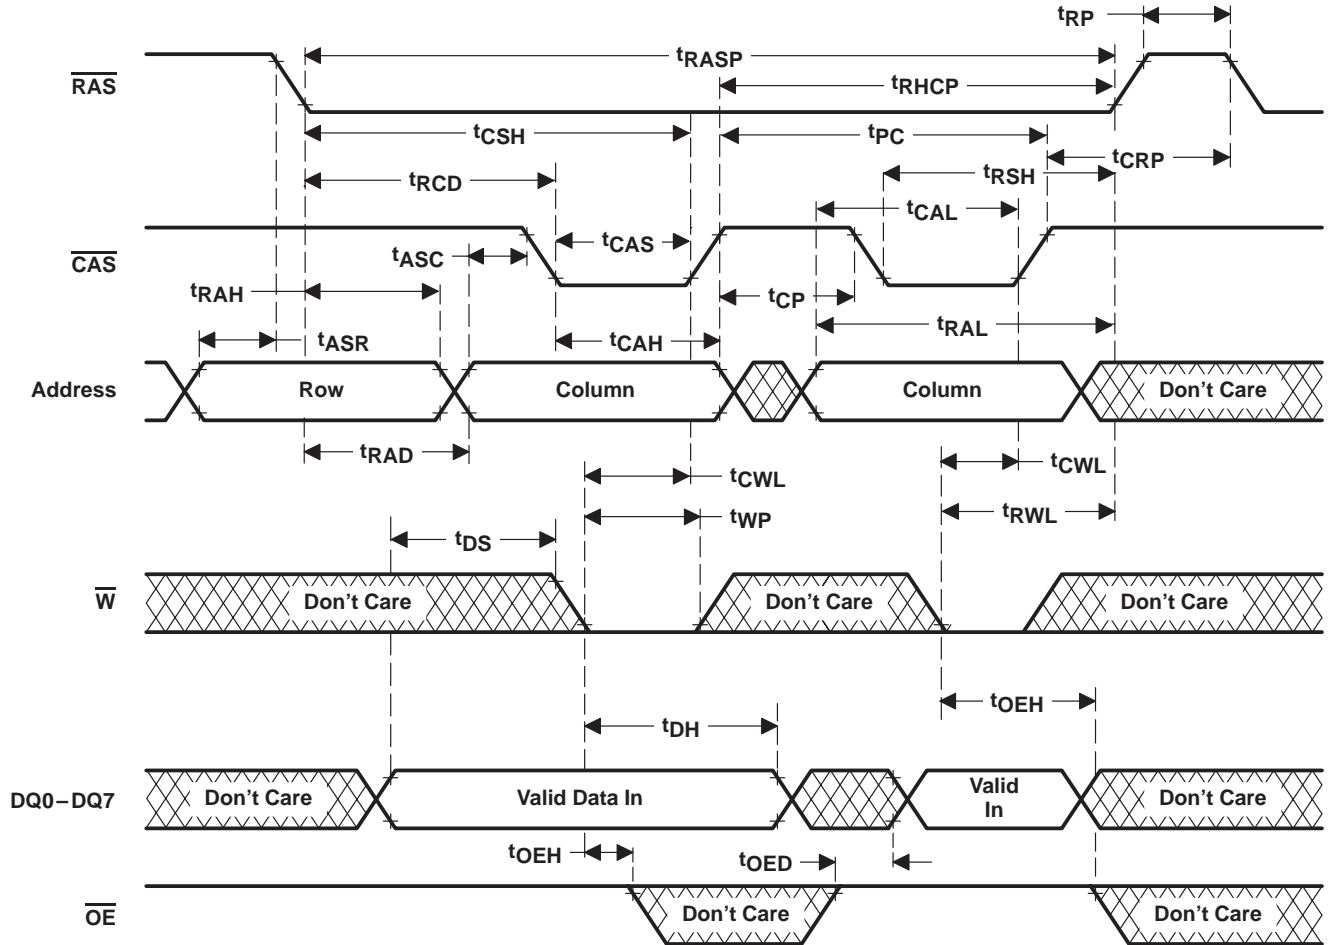 tRP
tRASP
RAS
tRHCP
tCSH
tPC
tCRP
tRCD
tRSH
tCAL
tCAS
CAS
tASC
tRAH
tCP
tASR
tCAH
tRAL
Address
Row
Column
Column
Don't Care
tRAD
tCWL
tCWL
tWP
tRWL
tDS
W
Don't Care
Don't Care
Don't Care
tOEH
tDH
DQ0–DQ7
Don't Care
Valid Data In
Valid
In
Don't Care
tOEH
tOED
OE
Don't Care
Don't Care